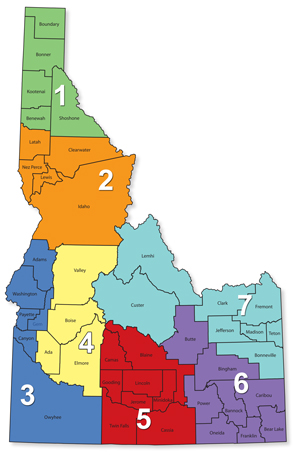 Boundary
Bonner
Kootenai
1
Benewah
Shoshone
Latah
Clearwater
Nez Perce
Lewis
2
Idaho
Adams
Valley
Lemhi
Washington
Custer
Payette
Boise
Clark
7
Fremont
Jefferson
Madison
Teton
Canyon
Ada
4
Elmore
Butte
Bonneville
Blaine
Bingham
3
Camas
Gooding
Lincoln
Jerome
Minidoka
6
Power
Caribou
Bannock
Owyhee
5
Twin Falls
Cassia
Oneida
Franklin
Bear Lake